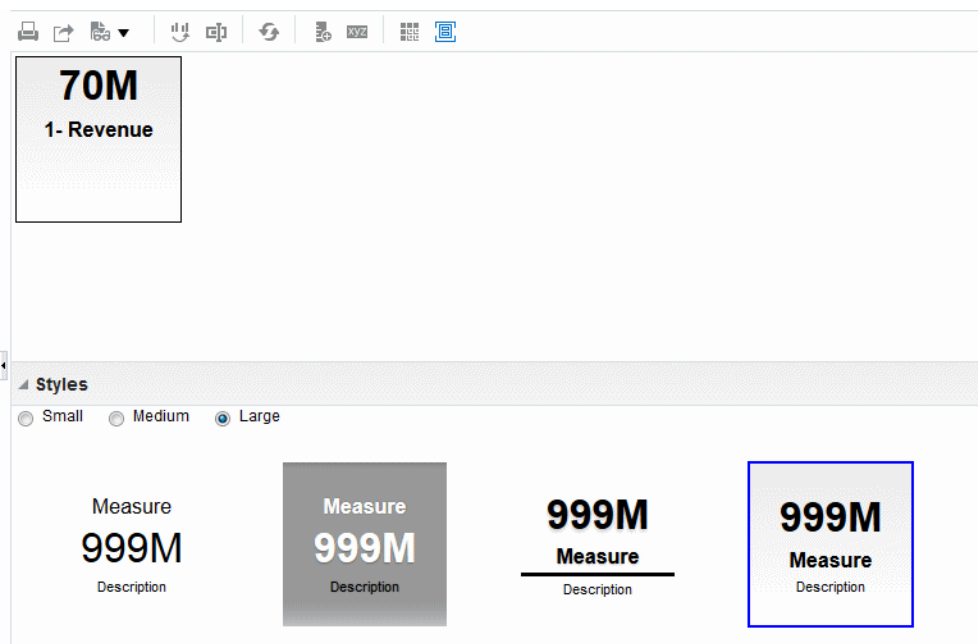 XYZ
70M
1- Revenue
Styles
Small Medium Large
Measure
999M
Description
Measure
999M
Description
999M
Measure
Description
999M
Measure
Description